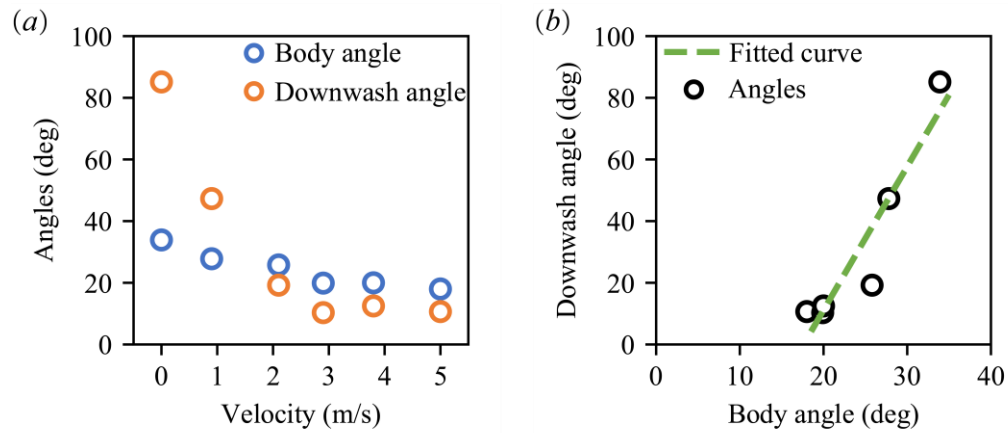 (a)
100
80
60
40
20
0
Angles (deg)
Body angle
Downwash angle
0 1 2 3 4 5
Velocity (m/s)
(b)
100
80
60
40
20
0
Downwash angle (deg)
Fitted curve
Angles
0 10 20 30 40
Body angle (deg)